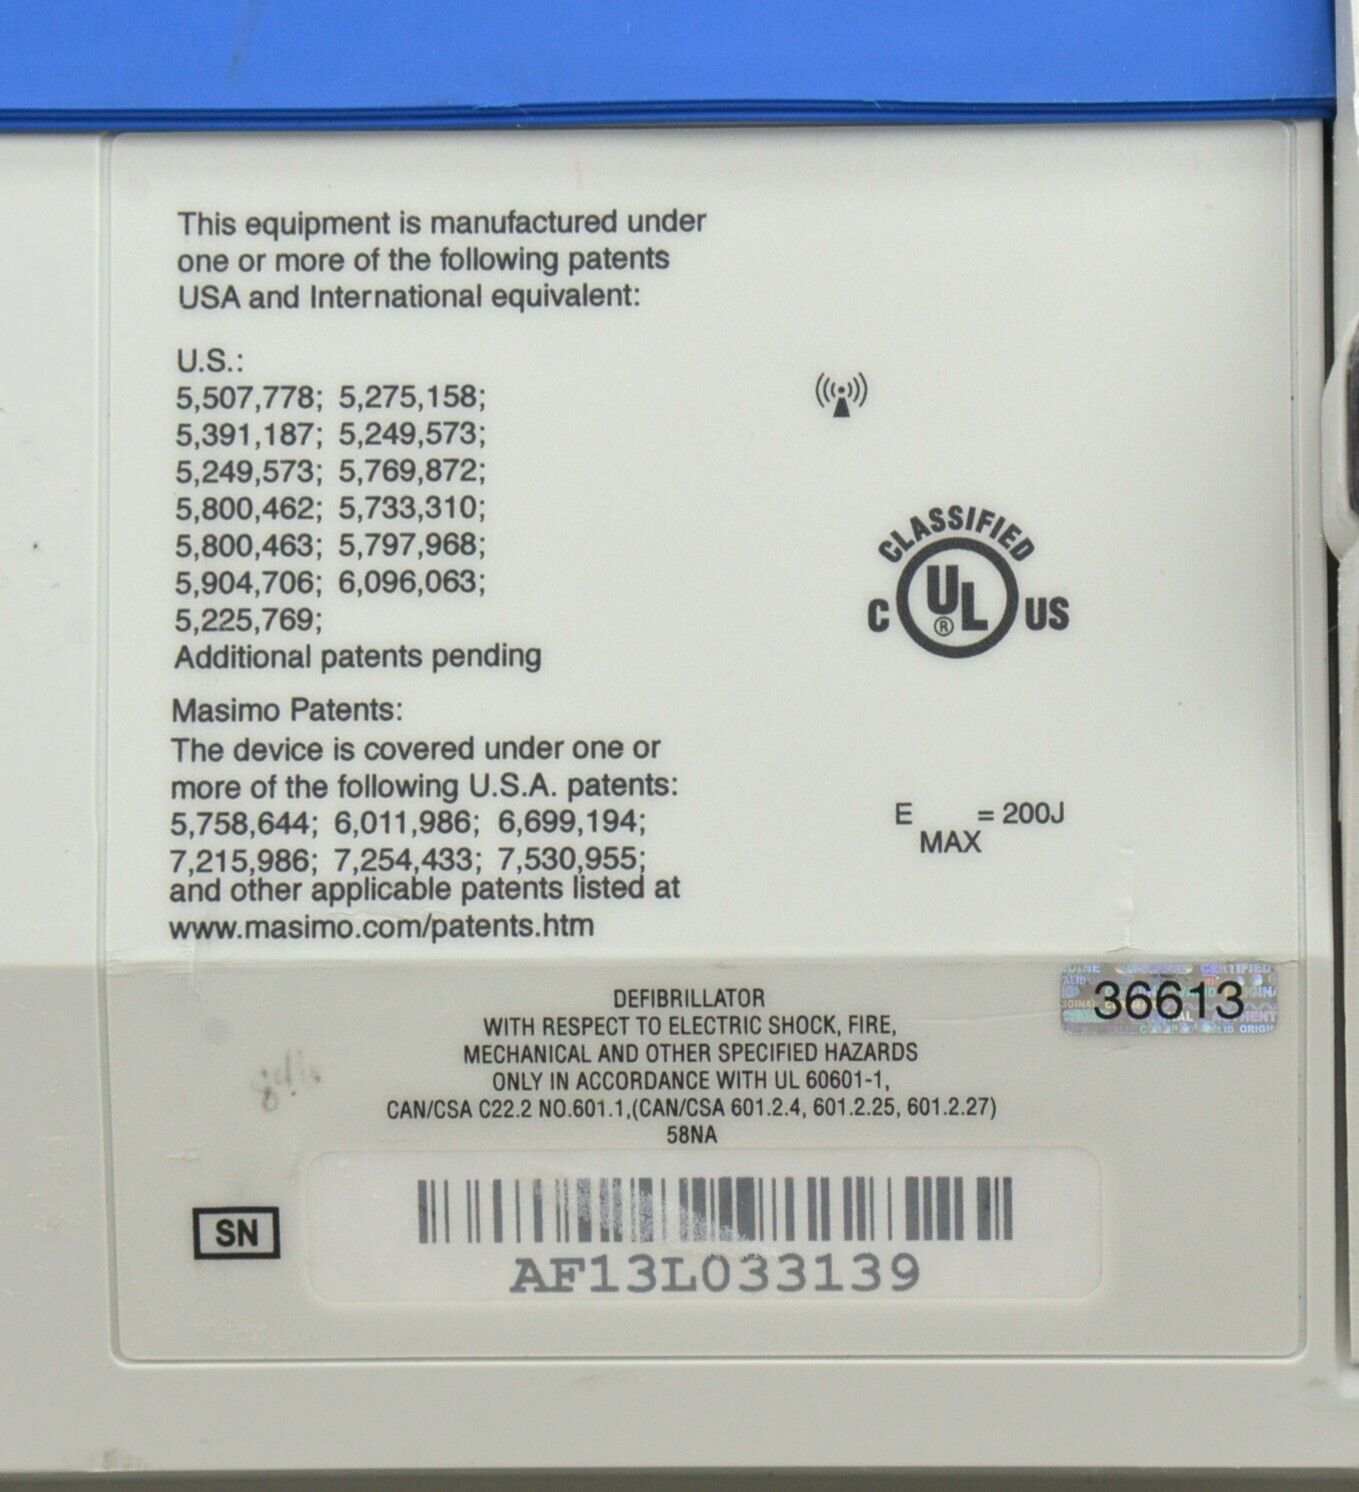 This equipment is manufactured under
one or more of the following patents
USA and International equivalent:
U.S.:
5,507,778; 5,275,158;
5,391,187; 5,249,573;
5,249,573; 5,769,872;
5,800,462; 5,733,310;
5,800,463; 5,797,968;
5,904,706; 6,096,063;
5,225,769;
Additional patents pending
Masimo Patents:
The device is covered under one or
more of the following U.S.A. patents:
5,758,644; 6,011,986; 6,699,194;
7,215,986; 7,254,433; 7,530,955;
and other applicable patents listed at
www.masimo.com/patents.htm
CLASSIFIED
C UL® US
E MAX = 200J
36613
DEFIBRILLATOR
WITH RESPECT TO ELECTRIC SHOCK, FIRE,
MECHANICAL AND OTHER SPECIFIED HAZARDS
ONLY IN ACCORDANCE WITH UL 60601-1,
CAN/CSA C22.2 NO.601.1,(CAN/CSA 601.2.4, 601.2.25, 601.2.27)
58NA
SN
AF13L033139